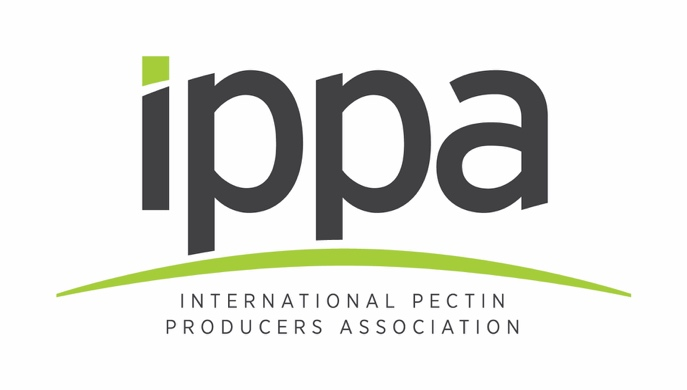 ippa
INTERNATIONAL PECTIN
PRODUCERS ASSOCIATION